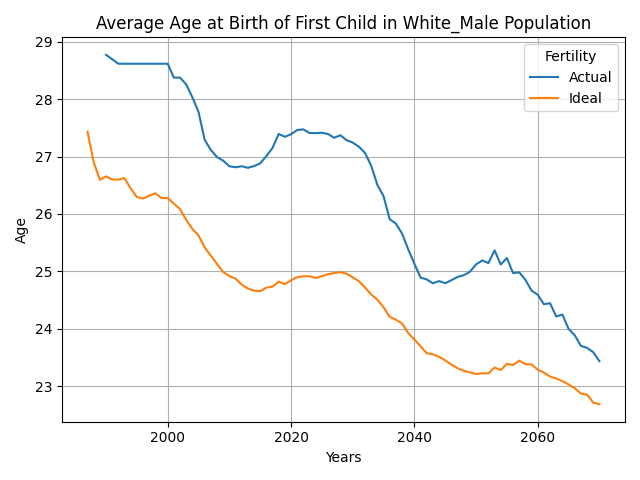 Average Age at Birth of First Child in White_Male Population
Fertility
Actual
Ideal
29
28
27
26
25
24
23
Age
2000
2020
2040
2060
Years